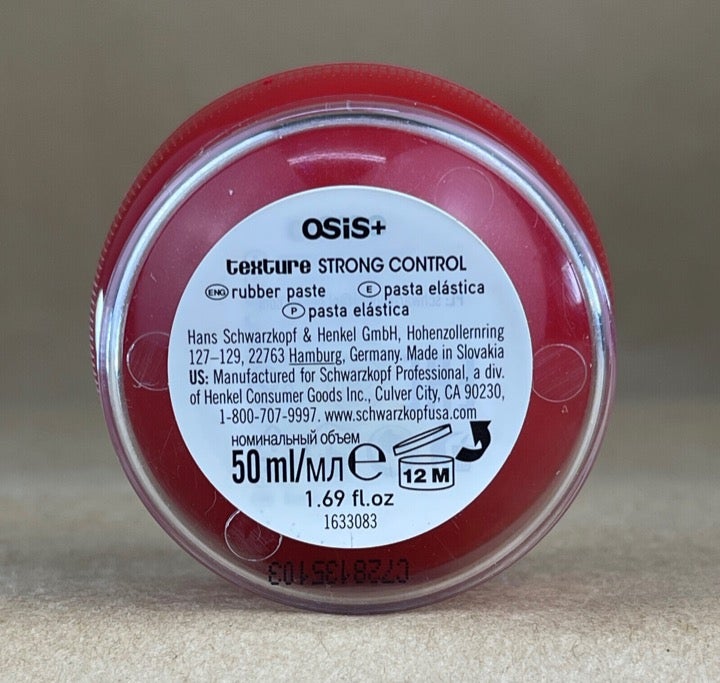 OSiS+
texture STRONG CONTROL
ENG rubber paste E pasta elástica
P pasta elástica
Hans Schwarzkopf & Henkel GmbH, Hohenzollernring
127–129, 22763 Hamburg, Germany. Made in Slovakia
US: Manufactured for Schwarzkopf Professional, a div.
of Henkel Consumer Goods Inc., Culver City, CA 90230,
1-800-707-9997. www.schwarzkopfusa.com
номинальный объем
50 ml/мл e 12 M
1.69 fl.oz
1633083
C728135103